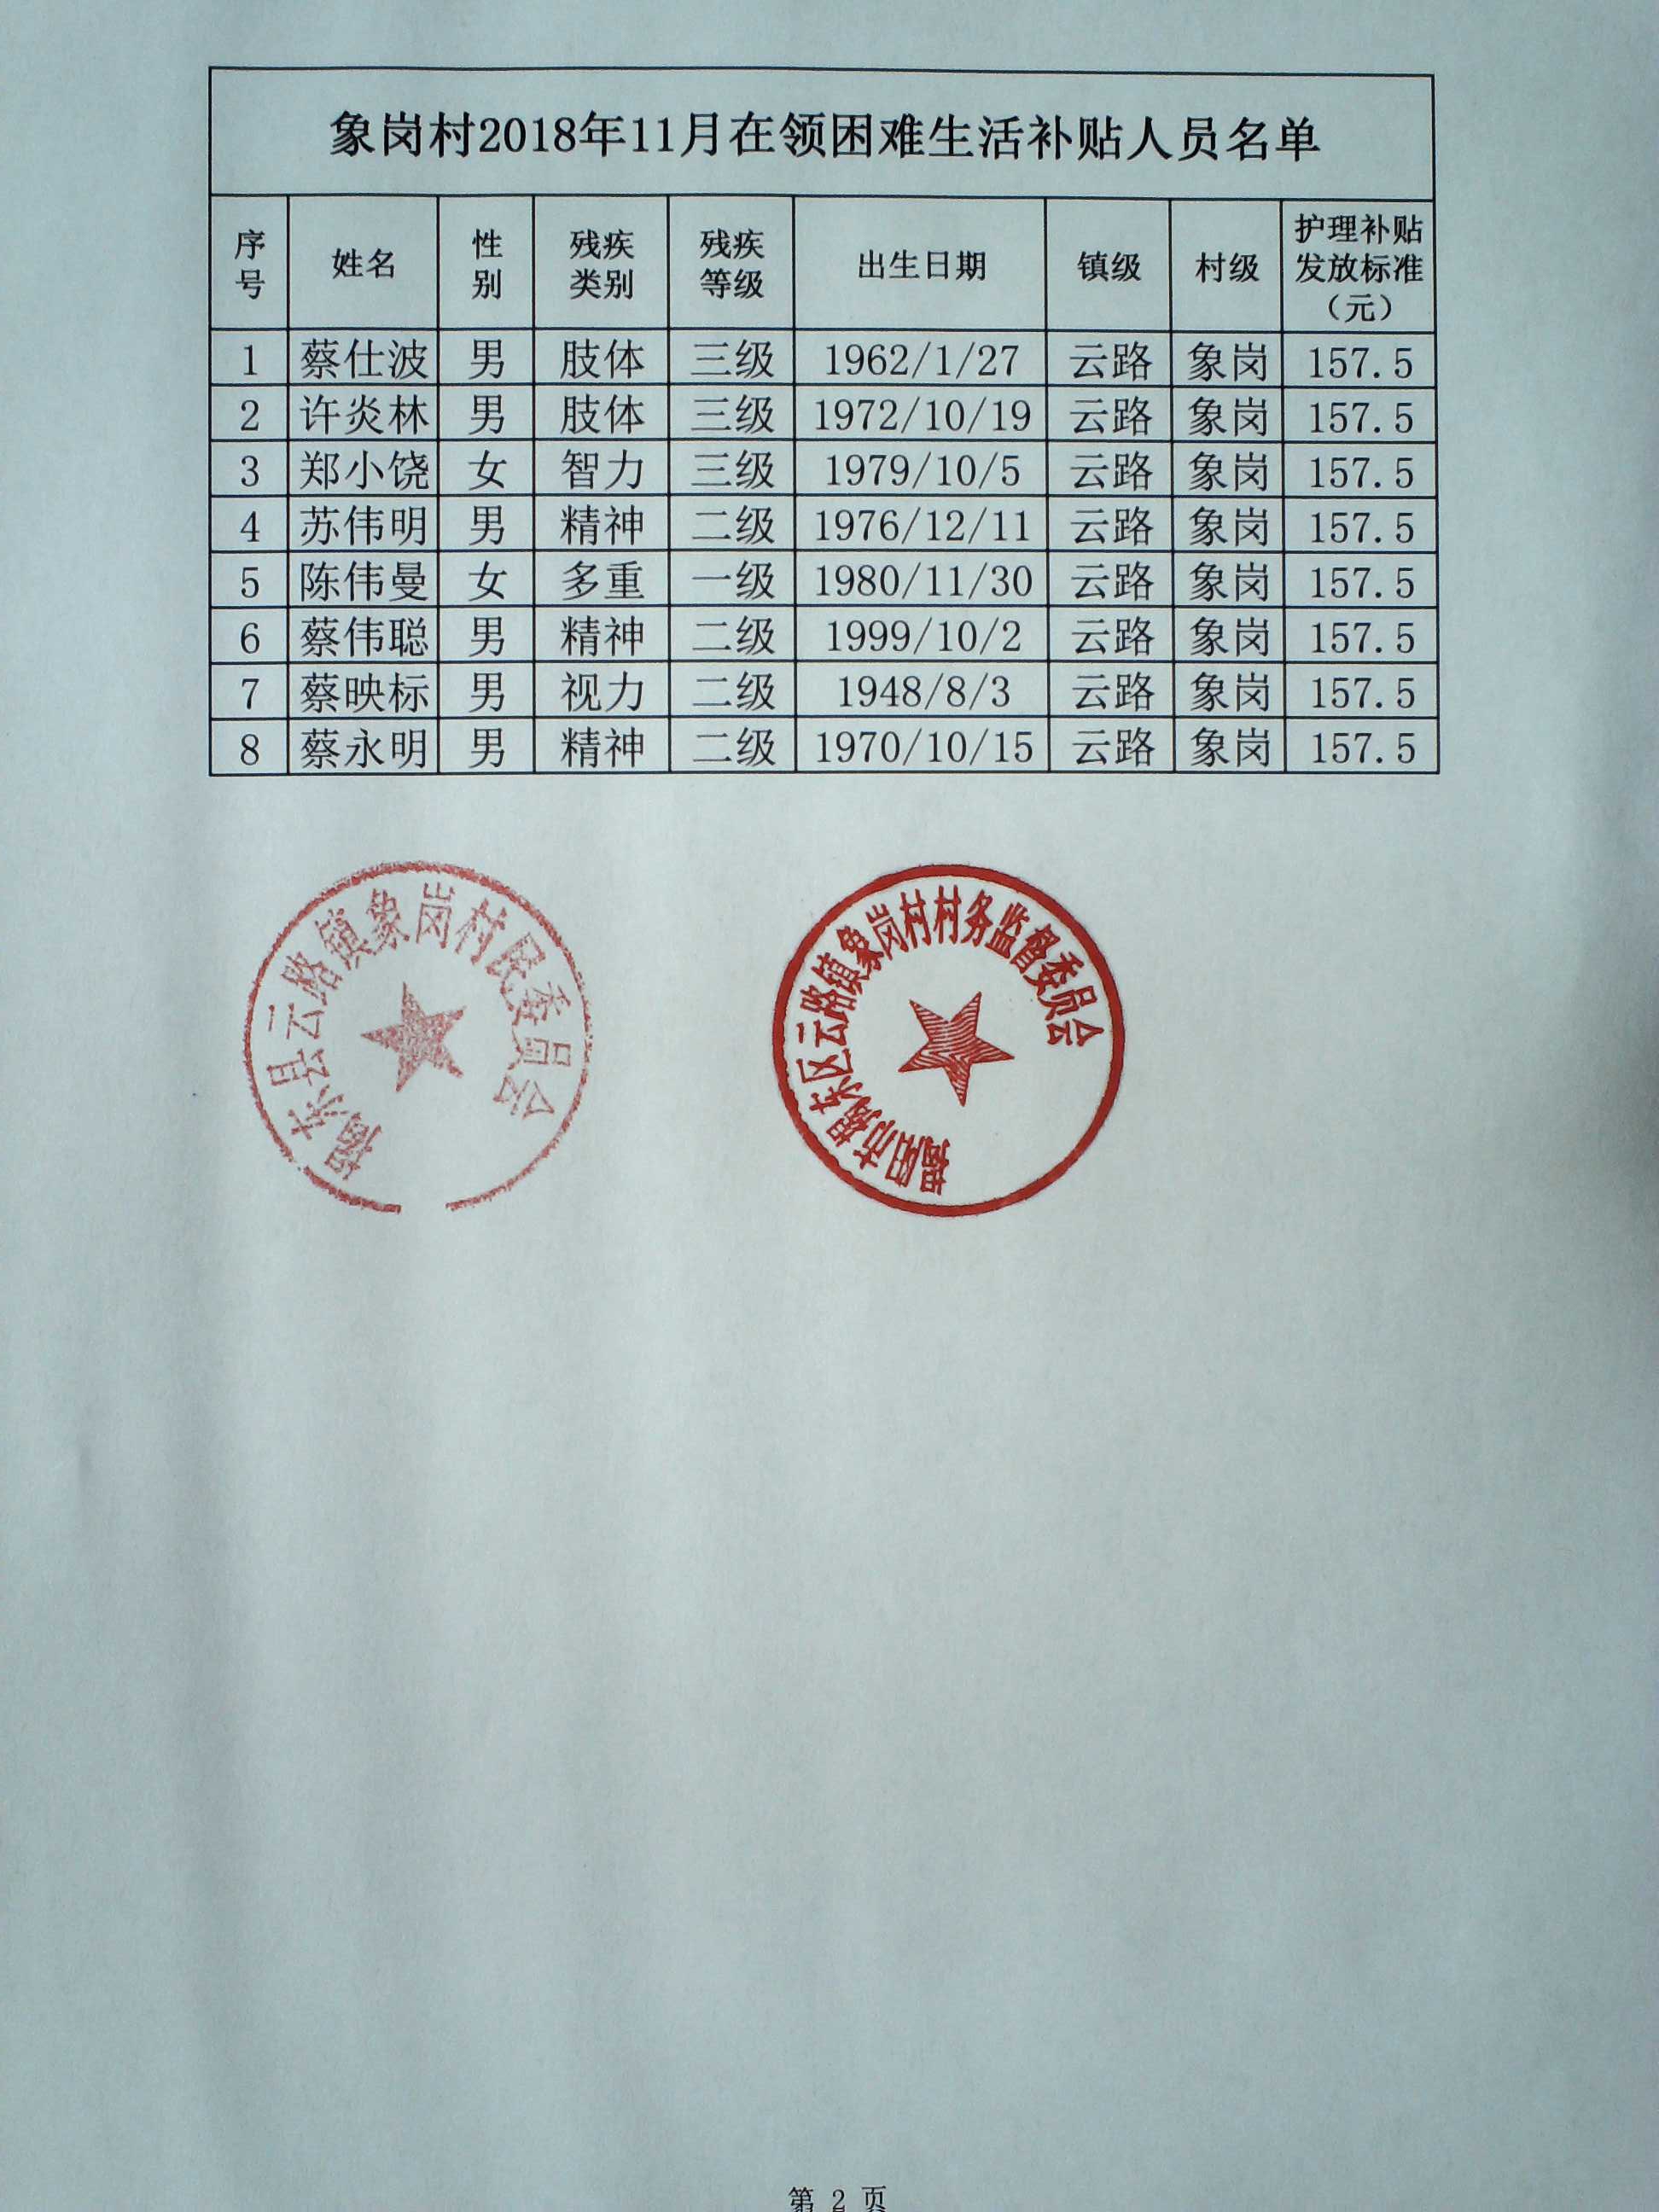 象岗村2018年11月在领困难生活补贴人员名单
序号 姓名 性别 残疾类别 残疾等级 出生日期 镇级 村级 护理补贴发放标准（元）
1 蔡仕波 男 肢体 三级 1962/1/27 云路 象岗 157.5
2 许炎林 男 肢体 三级 1972/10/19 云路 象岗 157.5
3 郑小饶 女 智力 三级 1979/10/5 云路 象岗 157.5
4 苏伟明 男 精神 二级 1976/12/11 云路 象岗 157.5
5 陈伟曼 女 多重 一级 1980/11/30 云路 象岗 157.5
6 蔡伟聪 男 精神 二级 1999/10/2 云路 象岗 157.5
7 蔡映标 男 视力 二级 1948/8/3 云路 象岗 157.5
8 蔡永明 男 精神 二级 1970/10/15 云路 象岗 157.5
揭东县云路镇象岗村民委员会
揭阳市揭东区云路镇象岗村村务监督委员会
第 2 页